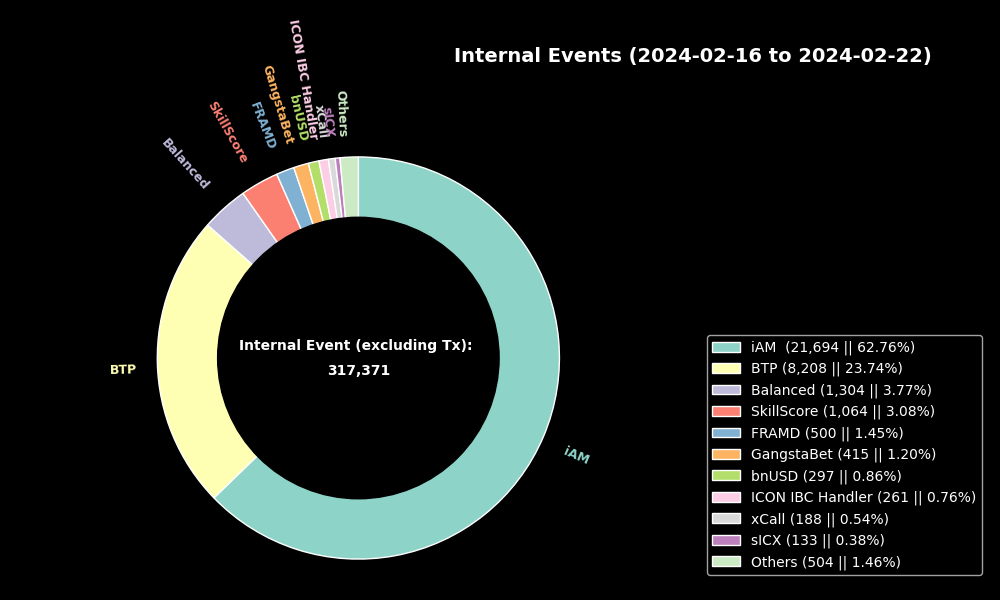 Internal Events (2024-02-16 to 2024-02-22)
ICON IBC Handler
GangstaBet
bnUSD
xCall
sICX
Others
FRAMD
SkillScore
Balanced
BTP
iAM
Internal Event (excluding Tx):
317,371
iAM  (21,694 || 62.76%)
BTP (8,208 || 23.74%)
Balanced (1,304 || 3.77%)
SkillScore (1,064 || 3.08%)
FRAMD (500 || 1.45%)
GangstaBet (415 || 1.20%)
bnUSD (297 || 0.86%)
ICON IBC Handler (261 || 0.76%)
xCall (188 || 0.54%)
sICX (133 || 0.38%)
Others (504 || 1.46%)